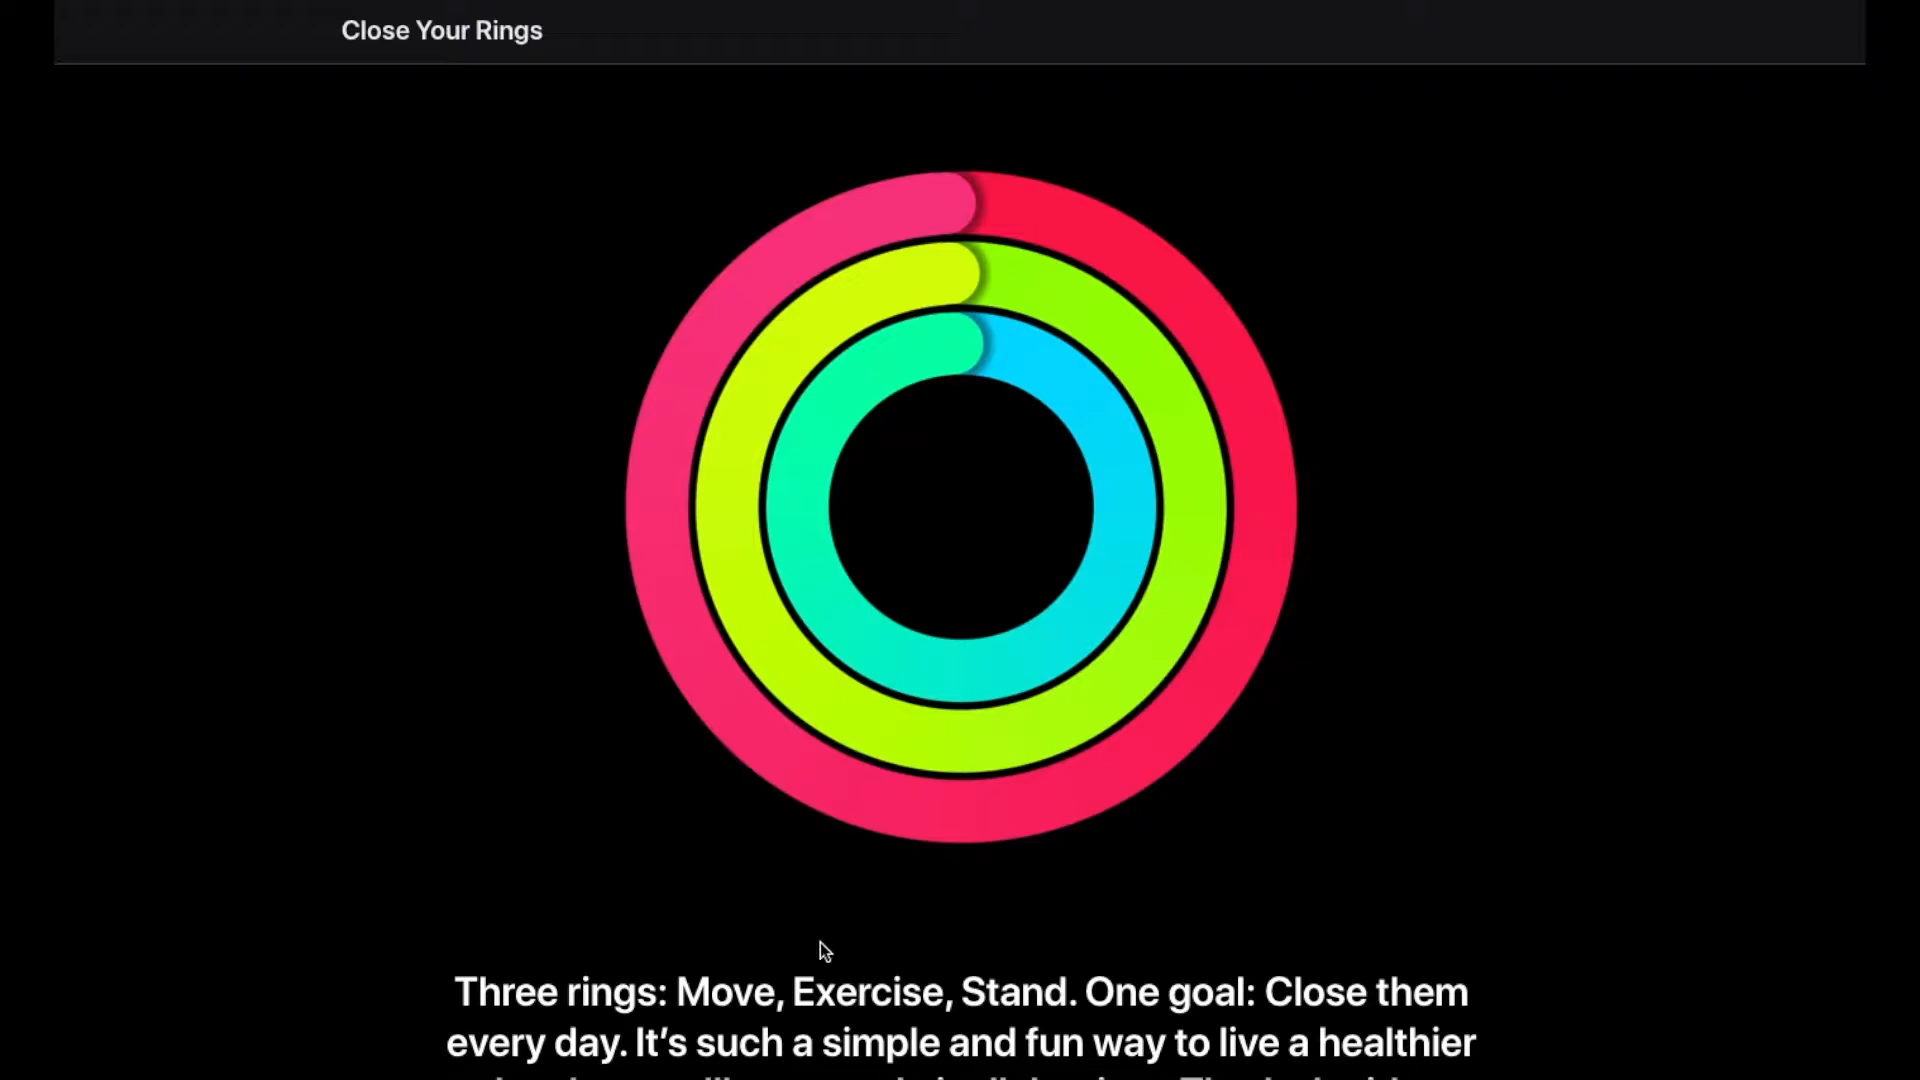 Close Your Rings
Three rings: Move, Exercise, Stand. One goal: Close them
every day. It’s such a simple and fun way to live a healthier